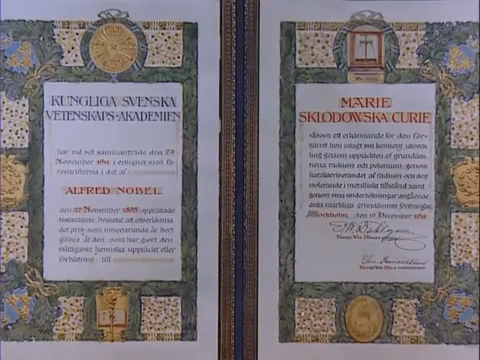 KUNGLIGA SVENSKA
VETENSKAPS-AKADEMIEN
har vid sitt sammanträde den
November 1911 i enlighet med fö-
reskrifterna i det af
ALFRED NOBEL
den 27 November 1895 upprättade
testamente beslutat att öfverlämna
det pris som innevarande år bort-
gifves åt den som har gjort den
viktigaste kemiska upptäckt eller
förbättring till
MARIE
SKLODOWSKA CURIE
såsom ett erkännande för den för-
tjänst hon inlagt om kemiens utveck-
ling genom upptäckten af grundäm-
nena radium och polonium genom
karaktäriserandet af radium och dess
isolerande i metalliskt tillstånd samt
genom sina undersökningar angående
detta märkliga grundämnes föreningar
Stockholm den 10 December 1911